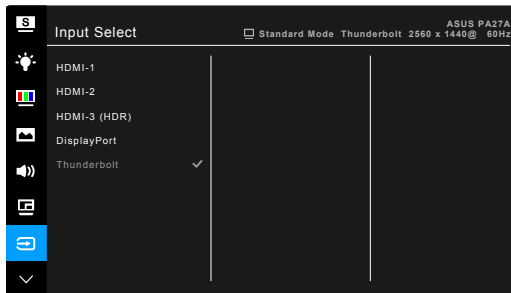 S
Input Select
ASUS PA27A
Standard Mode Thunderbolt 2560 x 1440@ 60Hz
HDMI-1
HDMI-2
HDMI-3 (HDR)
DisplayPort
Thunderbolt